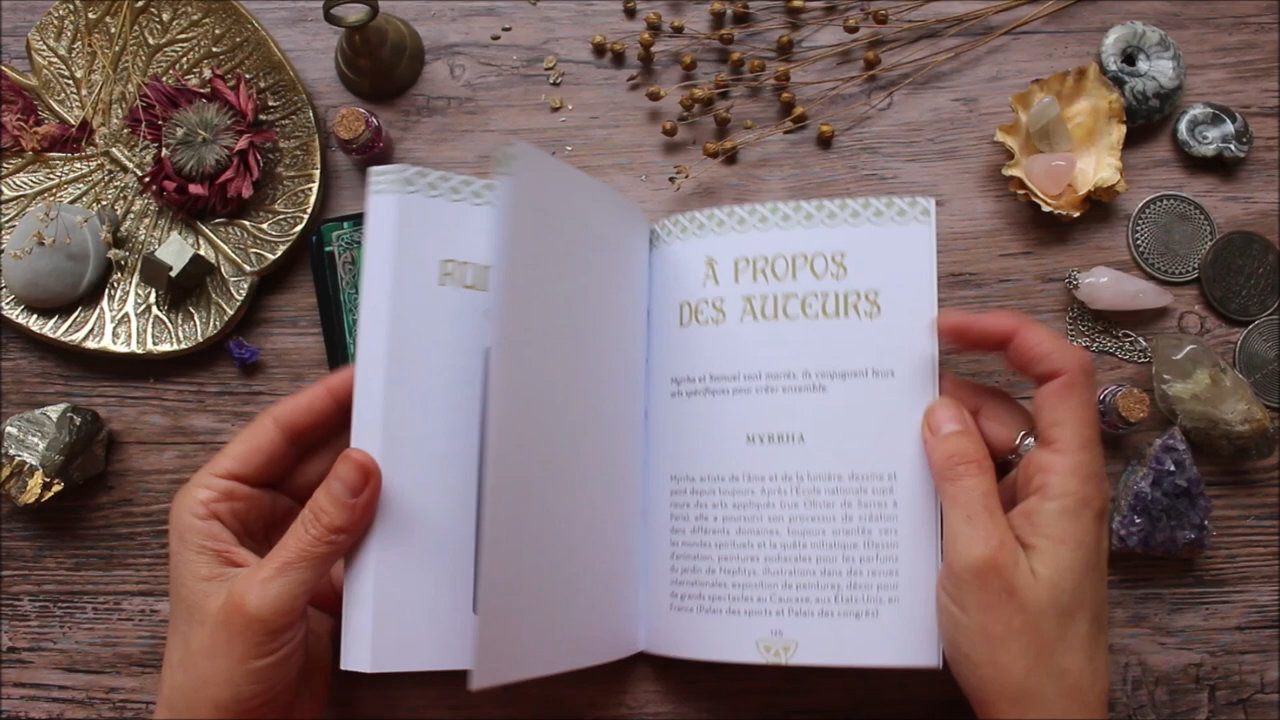 À PROPOS
DES AUTEURS
Myrrha et Samuel sont mariés, ils conjuguent leurs
arts spécifiques pour créer ensemble.
MYRRHA
Myrrha, artiste de l'âme et de la lumière, dessine et
peint depuis toujours. Après l'École nationale supé-
rieure des arts appliqués (rue Olivier de Serres à
Paris), elle a poursuivi son processus de création
dans différents domaines, toujours orientée vers
les mondes spirituels et la quête initiatique. (Dessin
d'animation, peintures zodiacales pour les parfums
du jardin de Nephtys, illustrations dans des revues
internationales, exposition de peintures, décor pour
de grands spectacles au Caucase, aux États-Unis, en
France (Palais des sports et Palais des congrès)